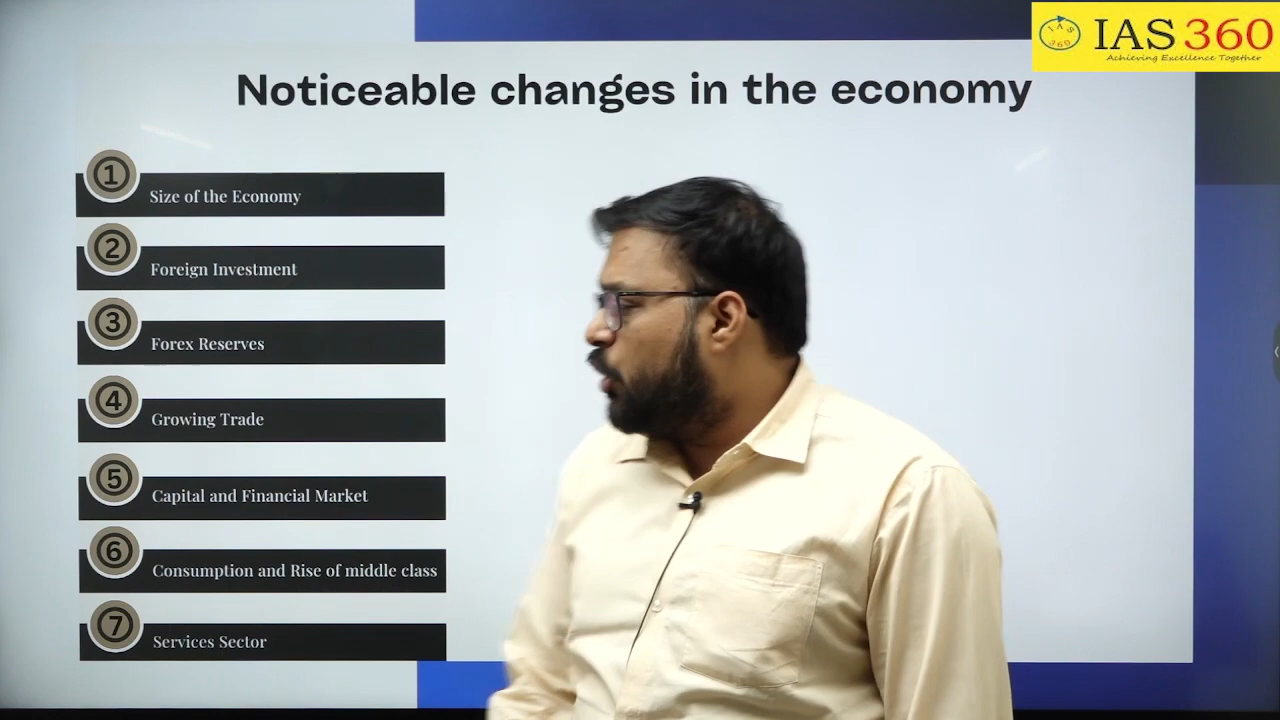 IAS 360
IAS
360
Achieving Excellence Together
Noticeable changes in the economy
1
Size of the Economy
2
Foreign Investment
3
Forex Reserves
4
Growing Trade
5
Capital and Financial Market
6
Consumption and Rise of middle class
7
Services Sector